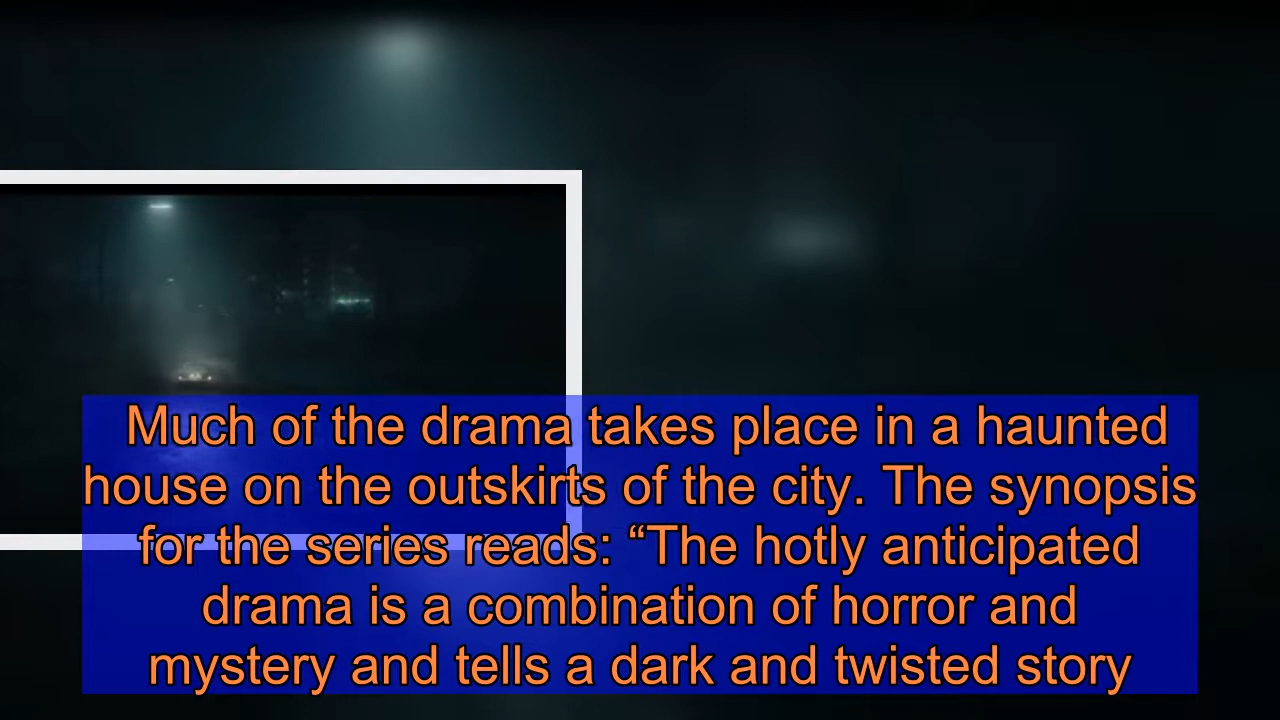 Much of the drama takes place in a haunted
house on the outskirts of the city. The synopsis
for the series reads: “The hotly anticipated
drama is a combination of horror and
mystery and tells a dark and twisted story